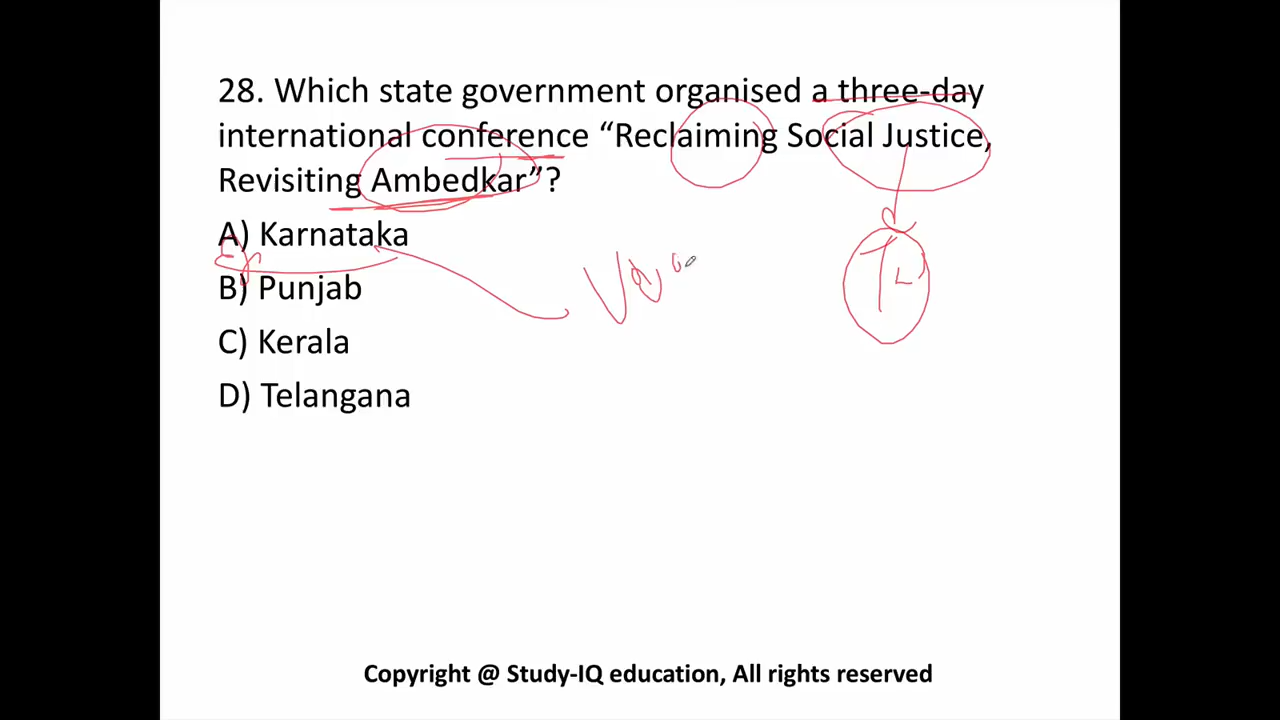 28. Which state government organised a three-day
international conference “Reclaiming Social Justice,
Revisiting Ambedkar”?
A) Karnataka
B) Punjab
C) Kerala
D) Telangana
Copyright @ Study-IQ education, All rights reserved